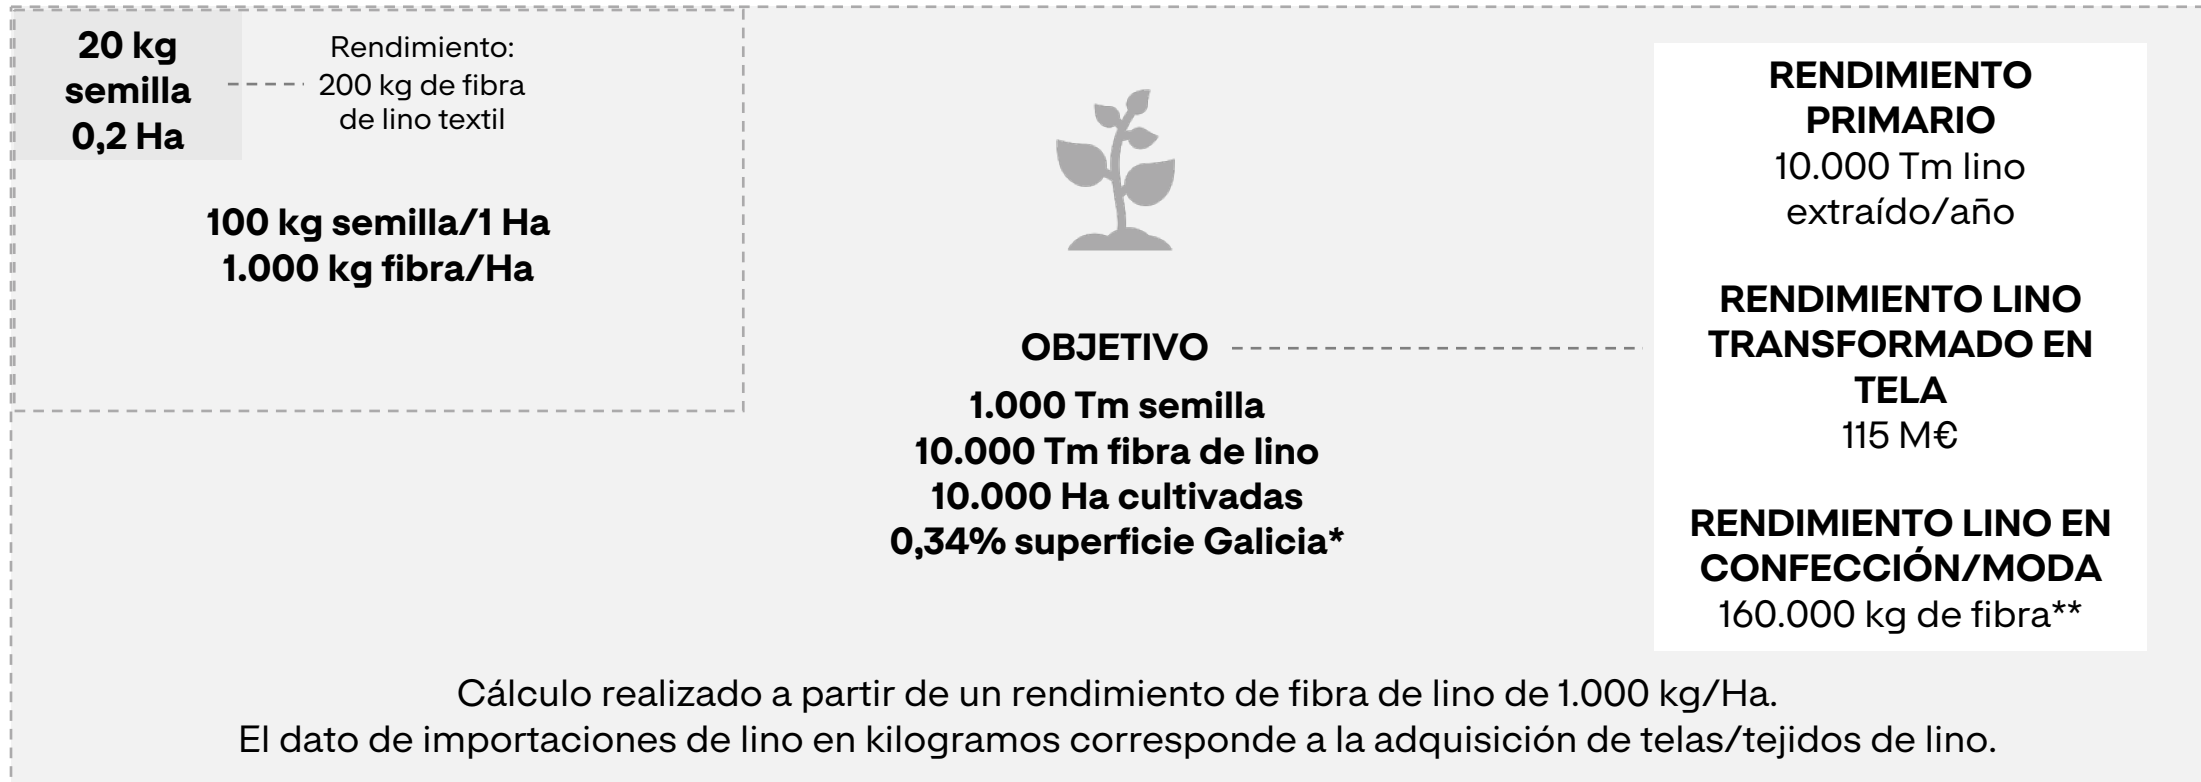 20 kg
semilla
0,2 Ha
Rendimiento:
200 kg de fibra
de lino textil
100 kg semilla/1 Ha
1.000 kg fibra/Ha
OBJETIVO
1.000 Tm semilla
10.000 Tm fibra de lino
10.000 Ha cultivadas
0,34% superficie Galicia*
RENDIMIENTO
PRIMARIO
10.000 Tm lino
extraído/año
RENDIMIENTO LINO
TRANSFORMADO EN
TELA
115 M€
RENDIMIENTO LINO EN
CONFECCIÓN/MODA
160.000 kg de fibra**
Cálculo realizado a partir de un rendimiento de fibra de lino de 1.000 kg/Ha.
El dato de importaciones de lino en kilogramos corresponde a la adquisición de telas/tejidos de lino.